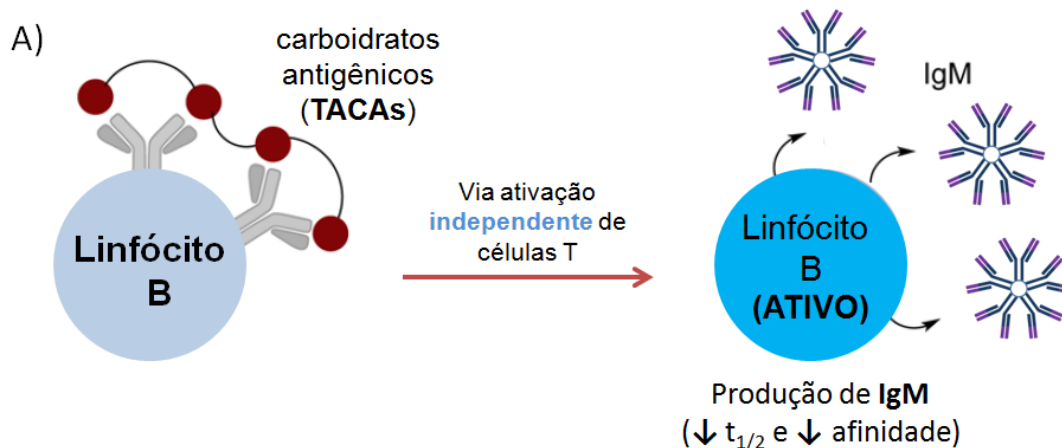 A)
carboidratos
antigênicos
(TACAs)
Linfócito
B
Via ativação
independente de
células T
IgM
Linfócito
B
(ATIVO)
Produção de IgM
(↓ t1/2 e ↓ afinidade)